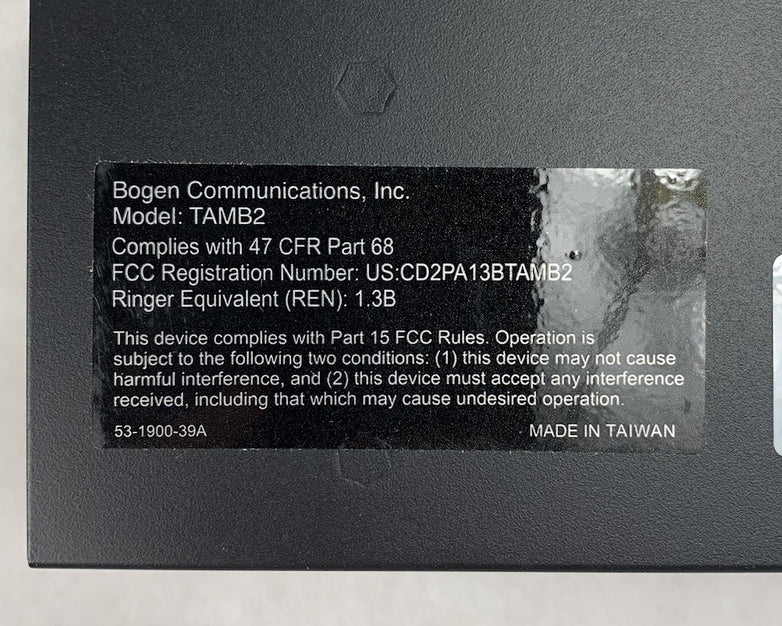 Bogen Communications, Inc.
Model: TAMB2
Complies with 47 CFR Part 68
FCC Registration Number: US:CD2PA13BTAMB2
Ringer Equivalent (REN): 1.3B
This device complies with Part 15 FCC Rules. Operation is
subject to the following two conditions: (1) this device may not cause
harmful interference, and (2) this device must accept any interference
received, including that which may cause undesired operation.
53-1900-39A
MADE IN TAIWAN